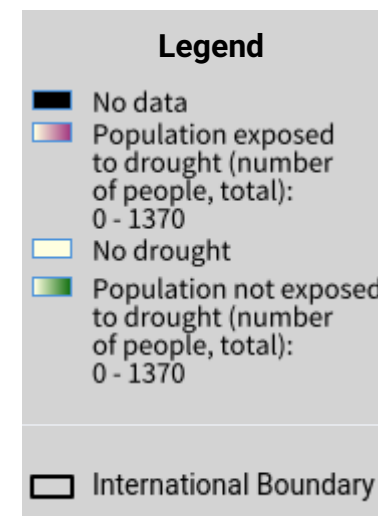 Legend
No data
Population exposed
to drought (number
of people, total):
0 - 1370
No drought
Population not exposed
to drought (number
of people, total):
0 - 1370
International Boundary